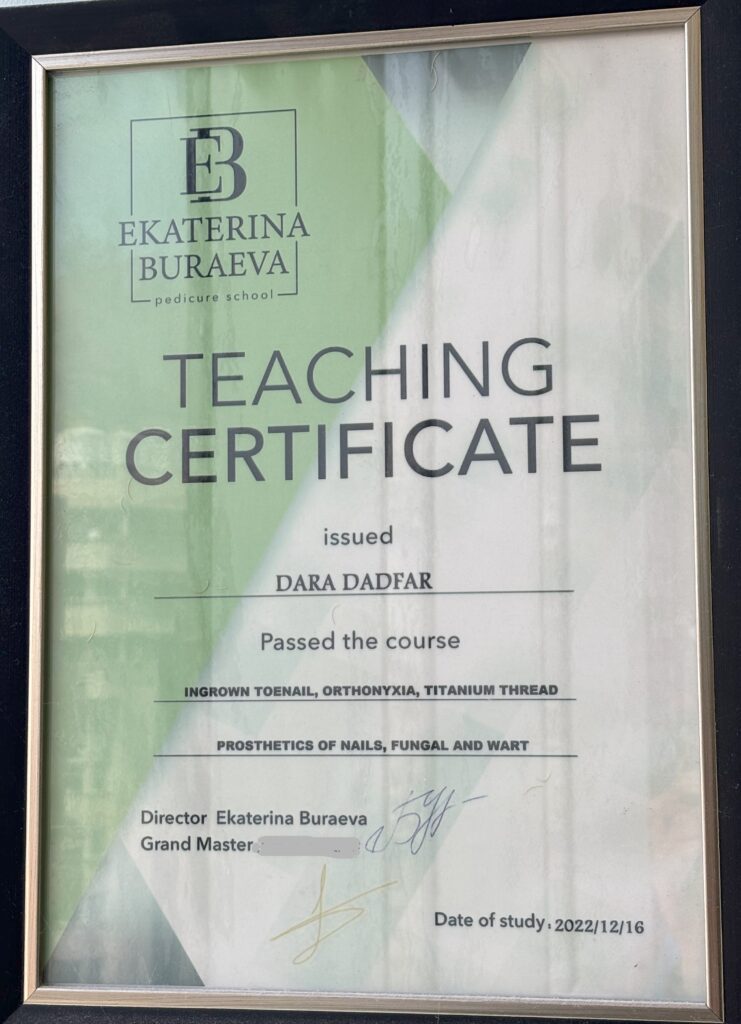 EB
EKATERINA
BURAEVA
pedicure school
TEACHING
CERTIFICATE
issued
DARA DADFAR
Passed the course
INGROWN TOENAIL, ORTHONYXIA, TITANIUM THREAD
PROSTHETICS OF NAILS, FUNGAL AND WART
Director Ekaterina Buraeva
Grand Master
Date of study: 2022/12/16